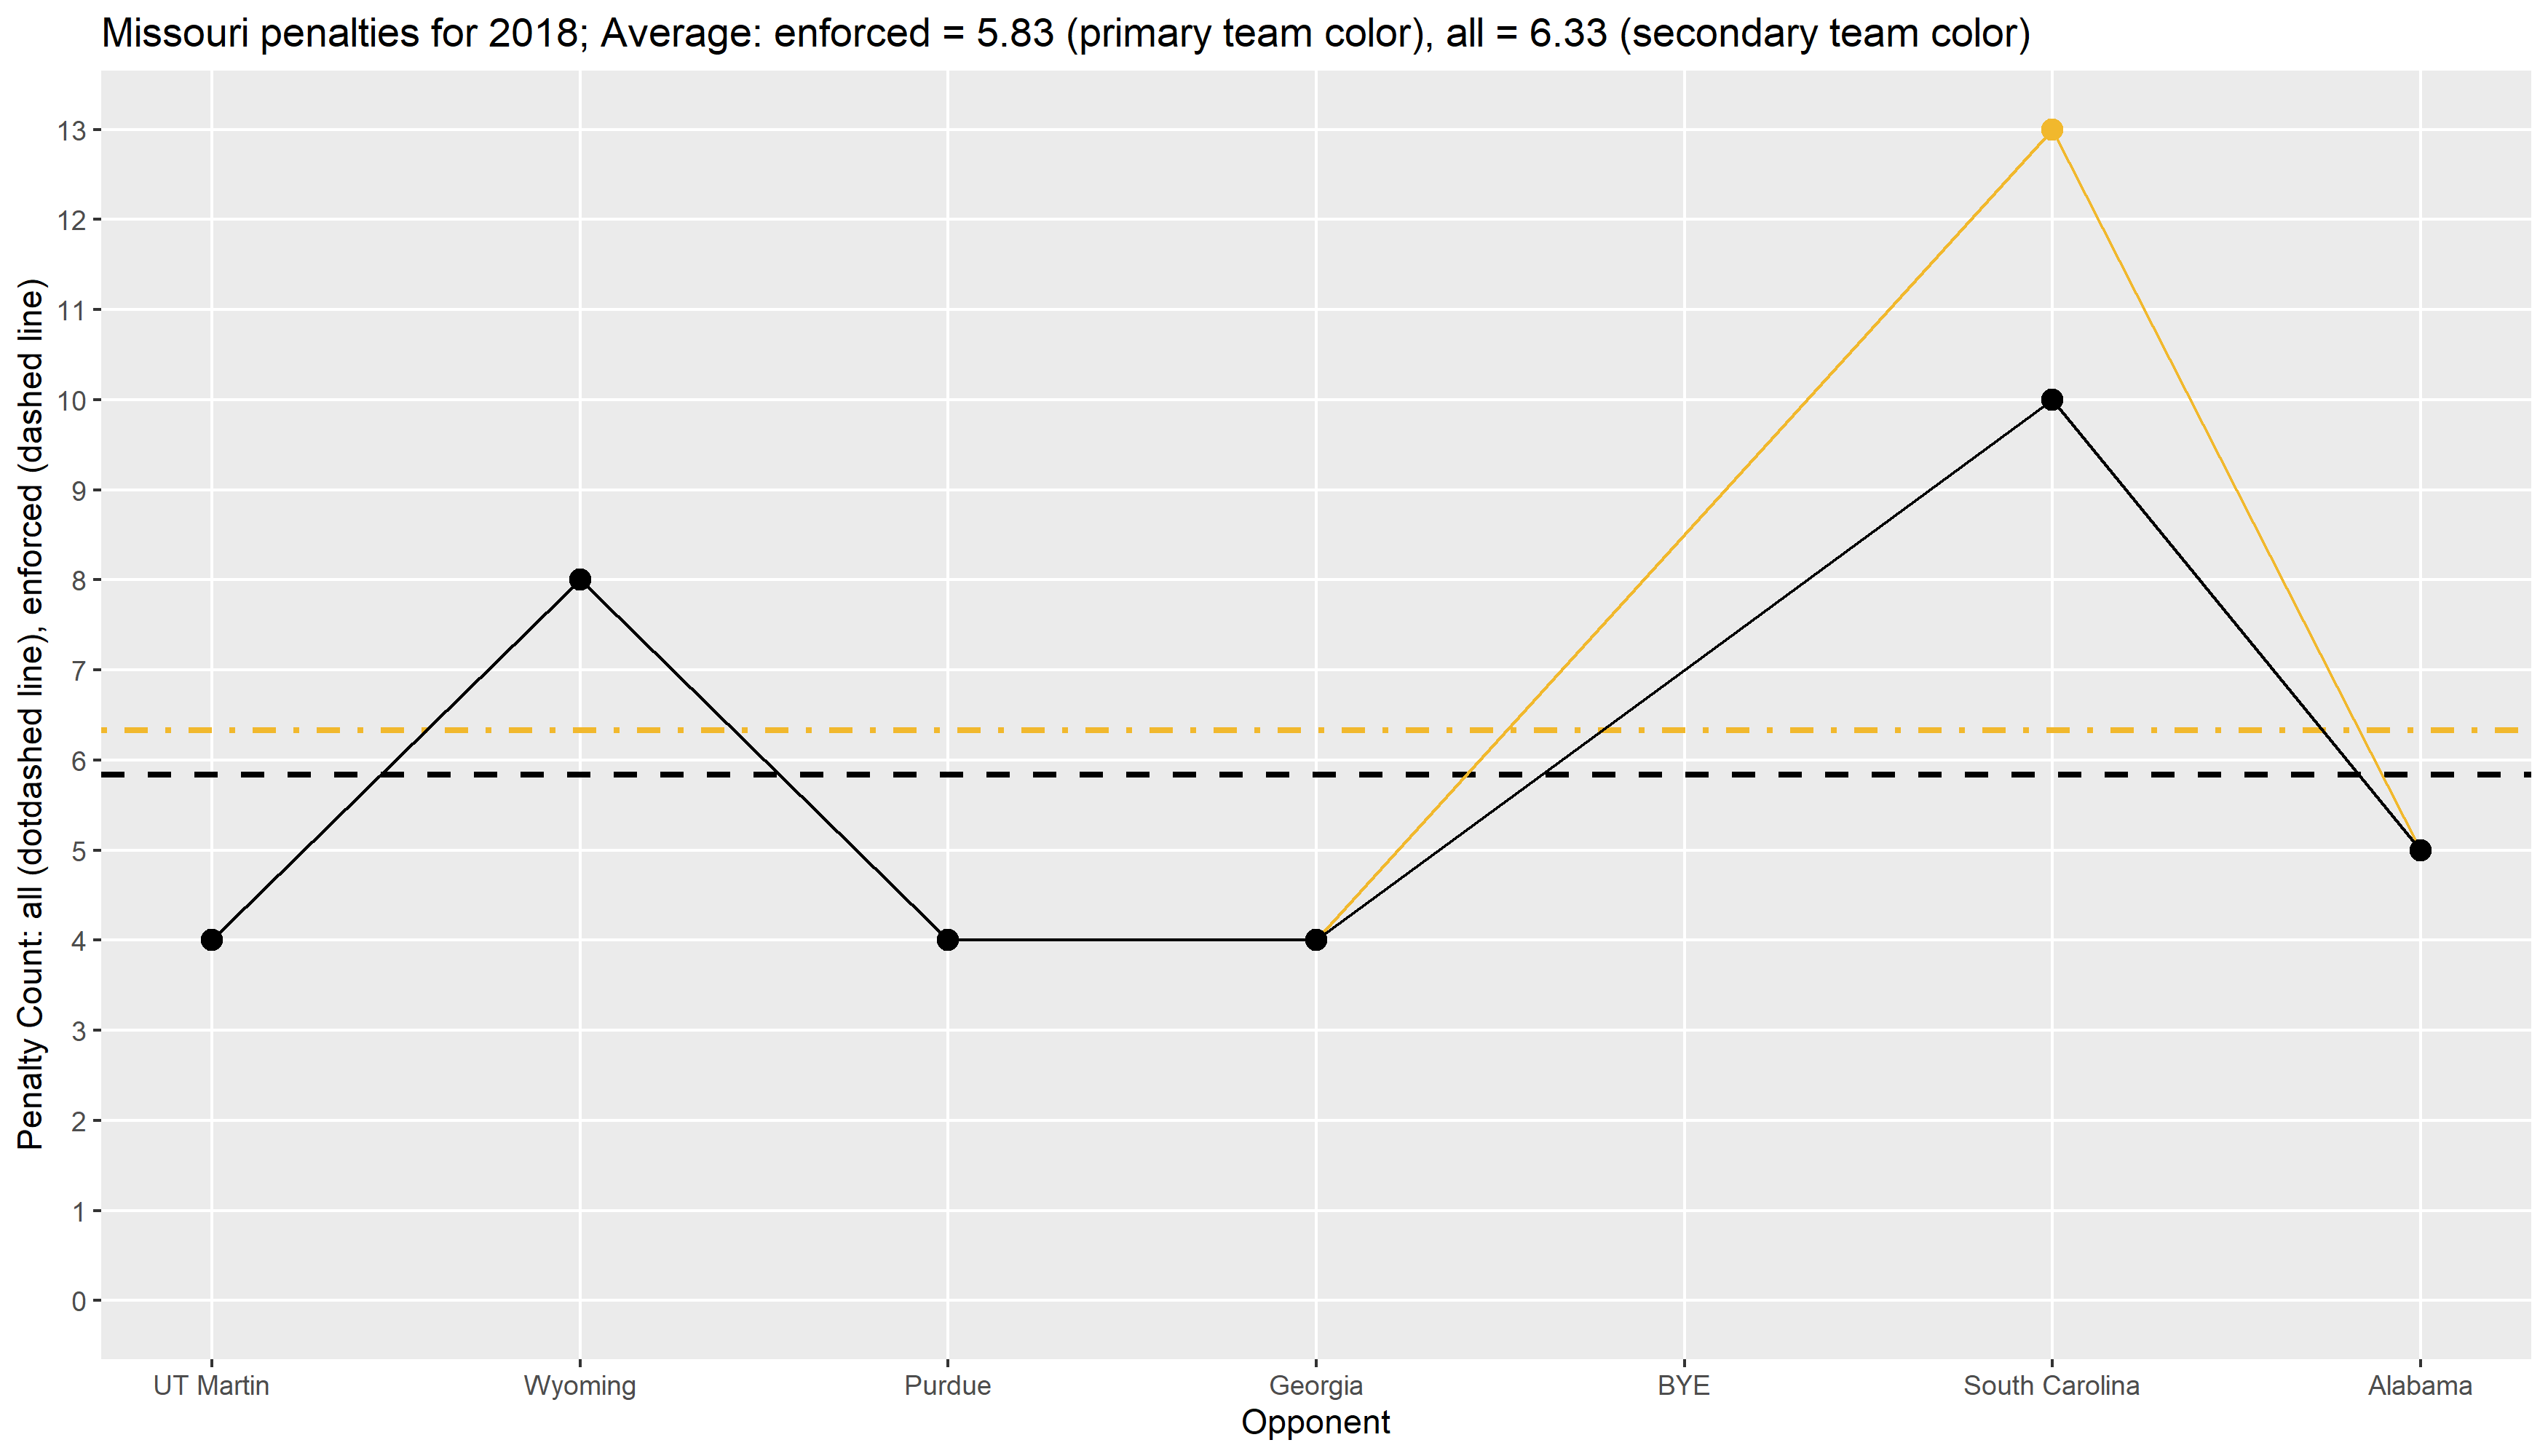 Missouri penalties for 2018; Average: enforced = 5.83 (primary team color), all = 6.33 (secondary team color)
Penalty Count: all (dotdashed line), enforced (dashed line)
13
12
11
10
9
8
7
6
5
4
3
2
1
0
UT Martin
Wyoming
Purdue
Georgia
BYE
South Carolina
Alabama
Opponent